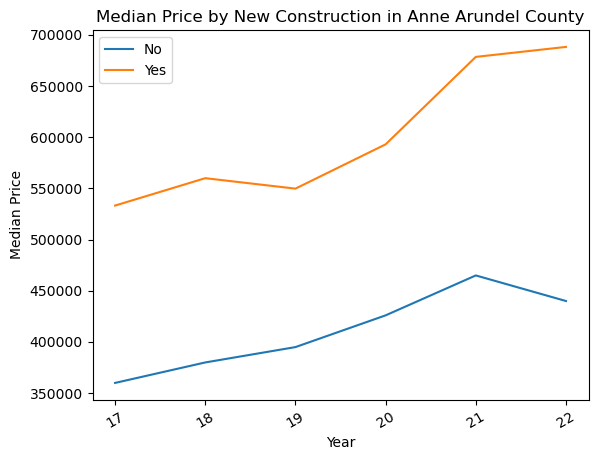 Median Price by New Construction in Anne Arundel County
No
Yes
700000
650000
600000
550000
500000
450000
400000
350000
Median Price
17
18
19
20
21
22
Year